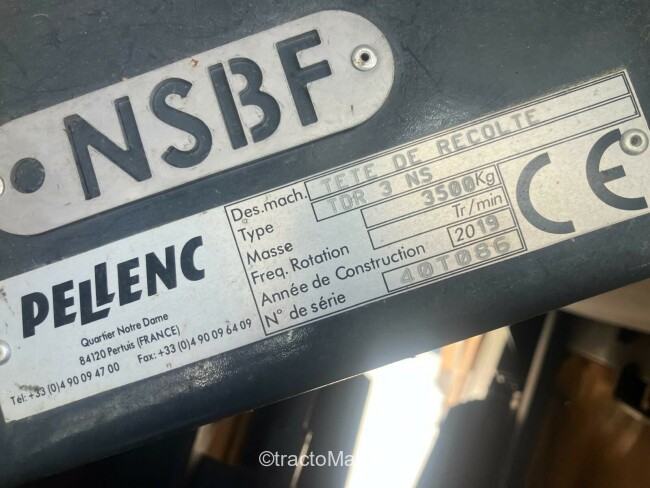 NSBF
PELLENC
Quartier Notre Dame
84120 Pertuis (FRANCE)
Tél: +33 (0)4 90 09 47 00 Fax: +33 (0)4 90 09 64 09
Des.mach. TETE DE RECOLTE
Type TDR 3 NS
Masse 3500Kg
Freq. Rotation Tr/min
Année de Construction 2019
N° de série 40T086
CE
©tractoMa